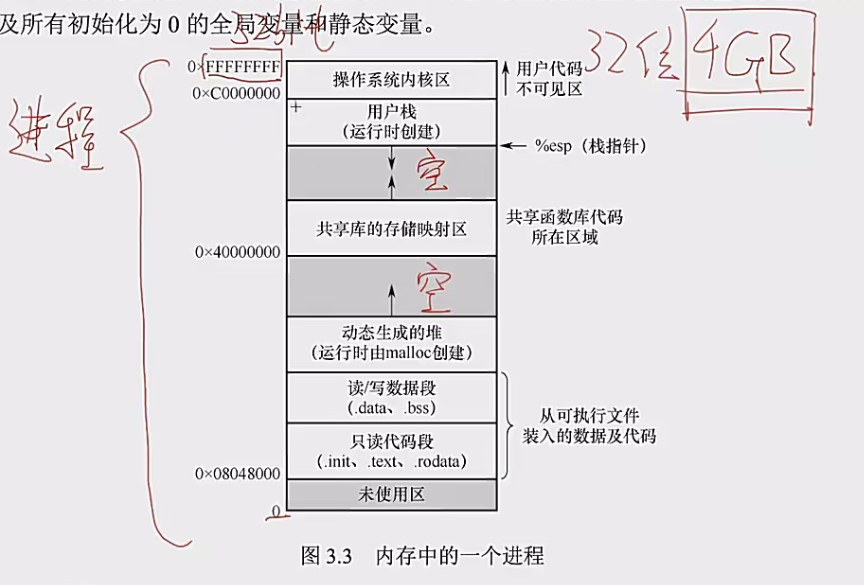 及所有初始化为 0 的全局变量和静态变量。
0×FFFFFFFF
操作系统内核区
用户代码
不可见区
32位
4GB
0×C0000000
用户栈
(运行时创建)
%esp（栈指针）
进程
空
共享库的存储映射区
共享函数库代码
所在区域
0×40000000
空
动态生成的堆
(运行时由malloc创建)
读/写数据段
(.data、.bss)
从可执行文件
装入的数据及代码
只读代码段
(.init、.text、.rodata)
0×08048000
未使用区
0
图 3.3 内存中的一个进程